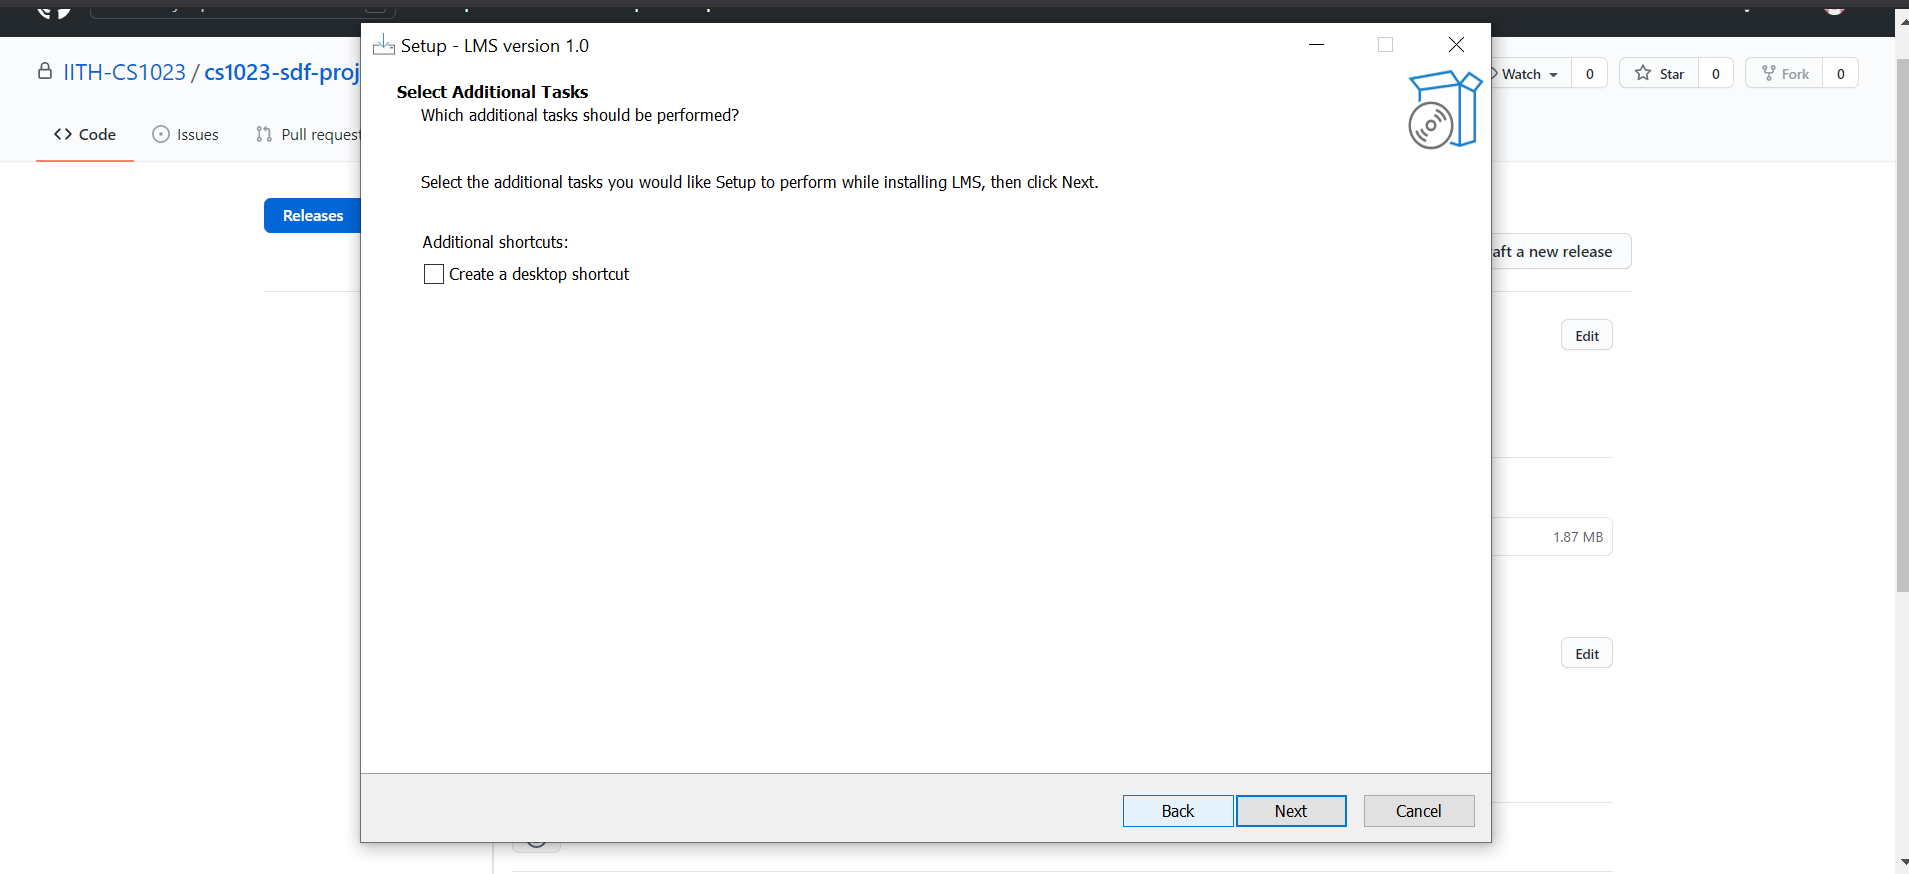 Setup - LMS version 1.0
IITH-CS1023 / cs1023-sdf-proj
Watch 0 Star 0 Fork 0
Select Additional Tasks
Which additional tasks should be performed?
Code Issues Pull request
Select the additional tasks you would like Setup to perform while installing LMS, then click Next.
Releases
Additional shortcuts:
aft a new release
Create a desktop shortcut
Edit
1.87 MB
Edit
Back Next Cancel